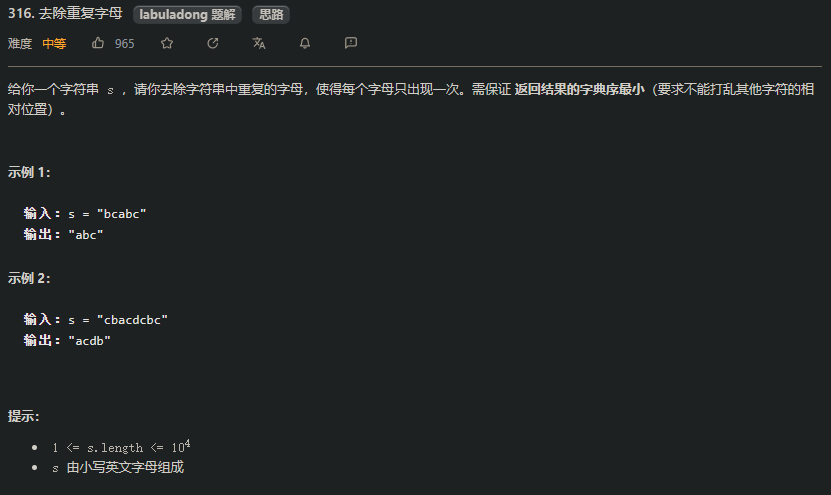 316. 去除重复字母 labuladong 题解 思路
难度 中等 965
给你一个字符串 s ，请你去除字符串中重复的字母，使得每个字母只出现一次。需保证 返回结果的字典序最小（要求不能打乱其他字符的相
对位置）。
示例 1：
输入：s = "bcabc"
输出："abc"
示例 2：
输入：s = "cbacdcbc"
输出："acdb"
提示：
• 1 <= s.length <= 10⁴
• s 由小写英文字母组成